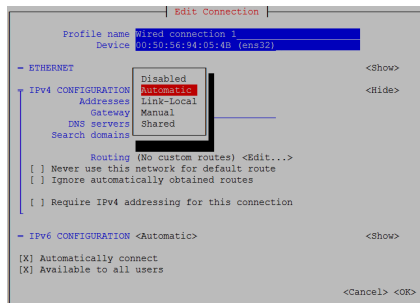 Edit Connection
Profile name Wired connection 1
Device 00:50:56:94:05:4B (ens32)
= ETHERNET <Show>
Disabled
= IPv4 CONFIGURATION Automatic <Hide>
Addresses Link-Local
Gateway Manual
DNS servers Shared
Search domains
Routing (No custom routes) <Edit...>
[ ] Never use this network for default route
[ ] Ignore automatically obtained routes
[ ] Require IPv4 addressing for this connection
= IPv6 CONFIGURATION <Automatic> <Show>
[X] Automatically connect
[X] Available to all users
<Cancel> <OK>